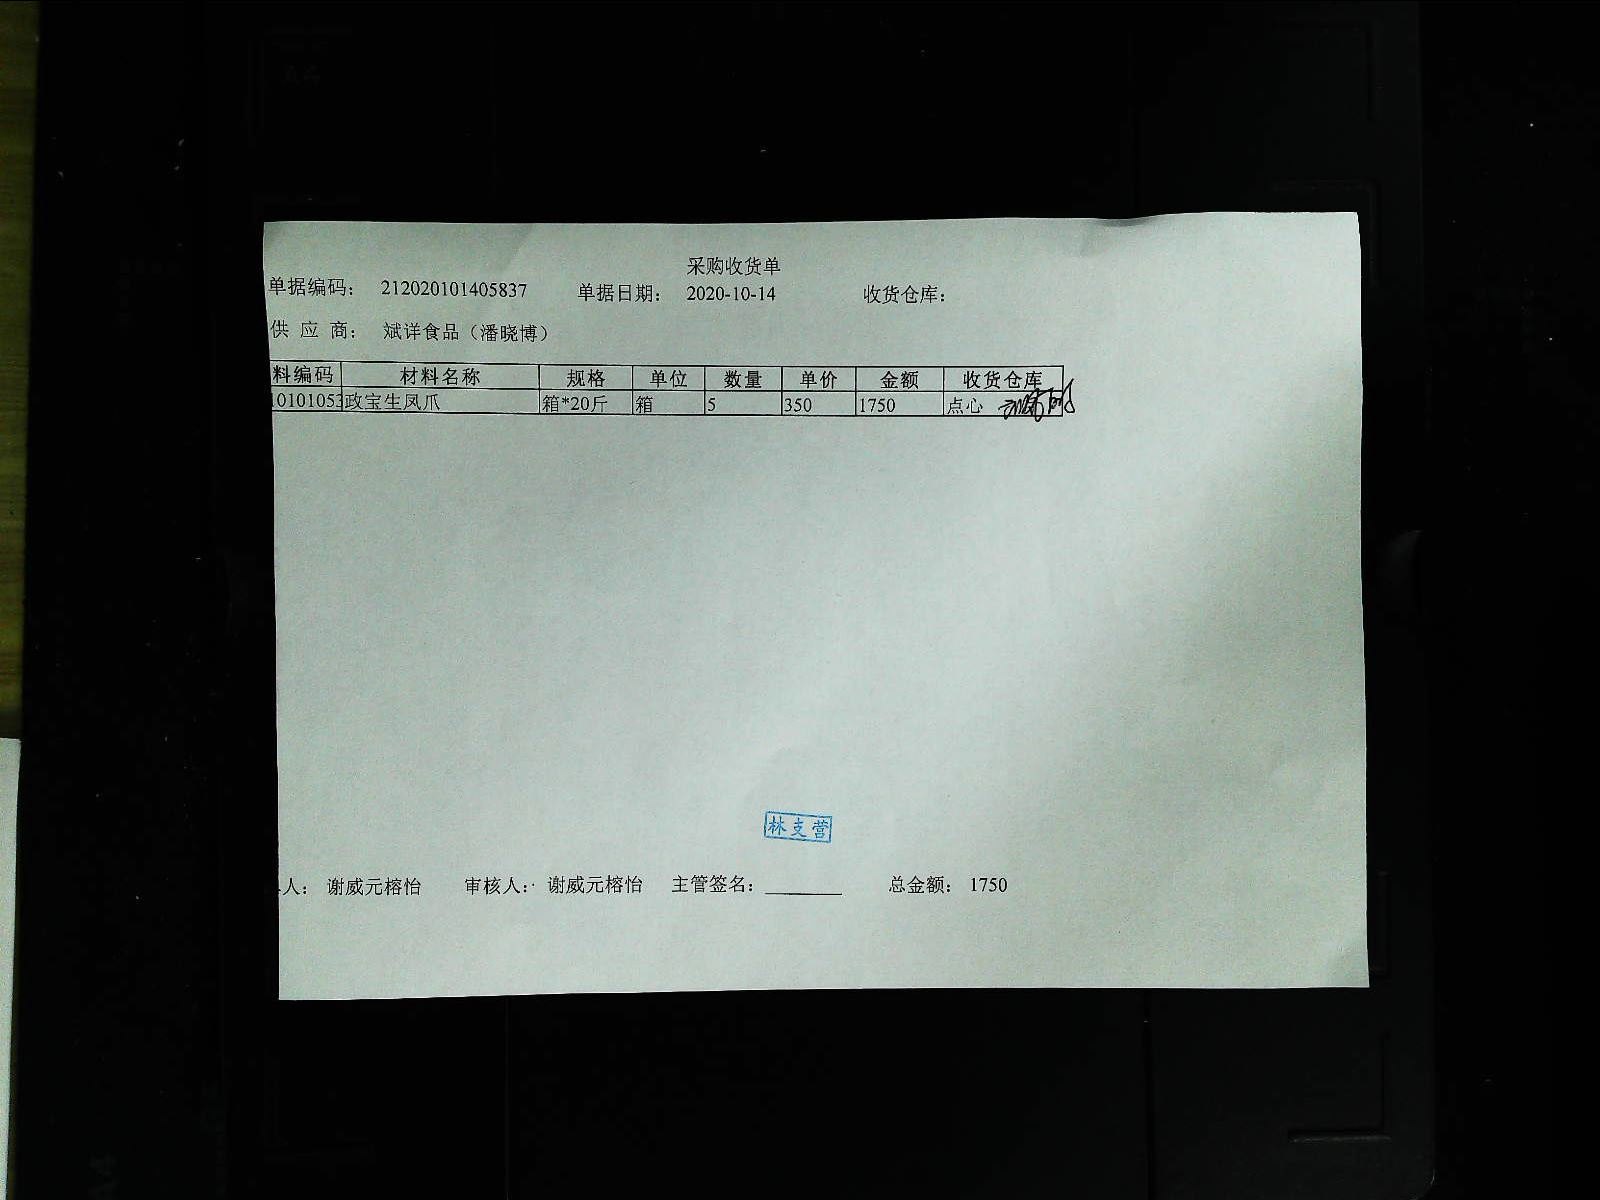 采购收货单
单据编码： 212020101405837 单据日期： 2020-10-14 收货仓库：
供 应 商： 斌详食品（潘晓博）
料编码 材料名称 规格 单位 数量 单价 金额 收货仓库
10101053 政宝生凤爪 箱*20斤 箱 5 350 1750 点心
林支营
人： 谢威元榕怡 审核人： 谢威元榕怡 主管签名： 总金额： 1750